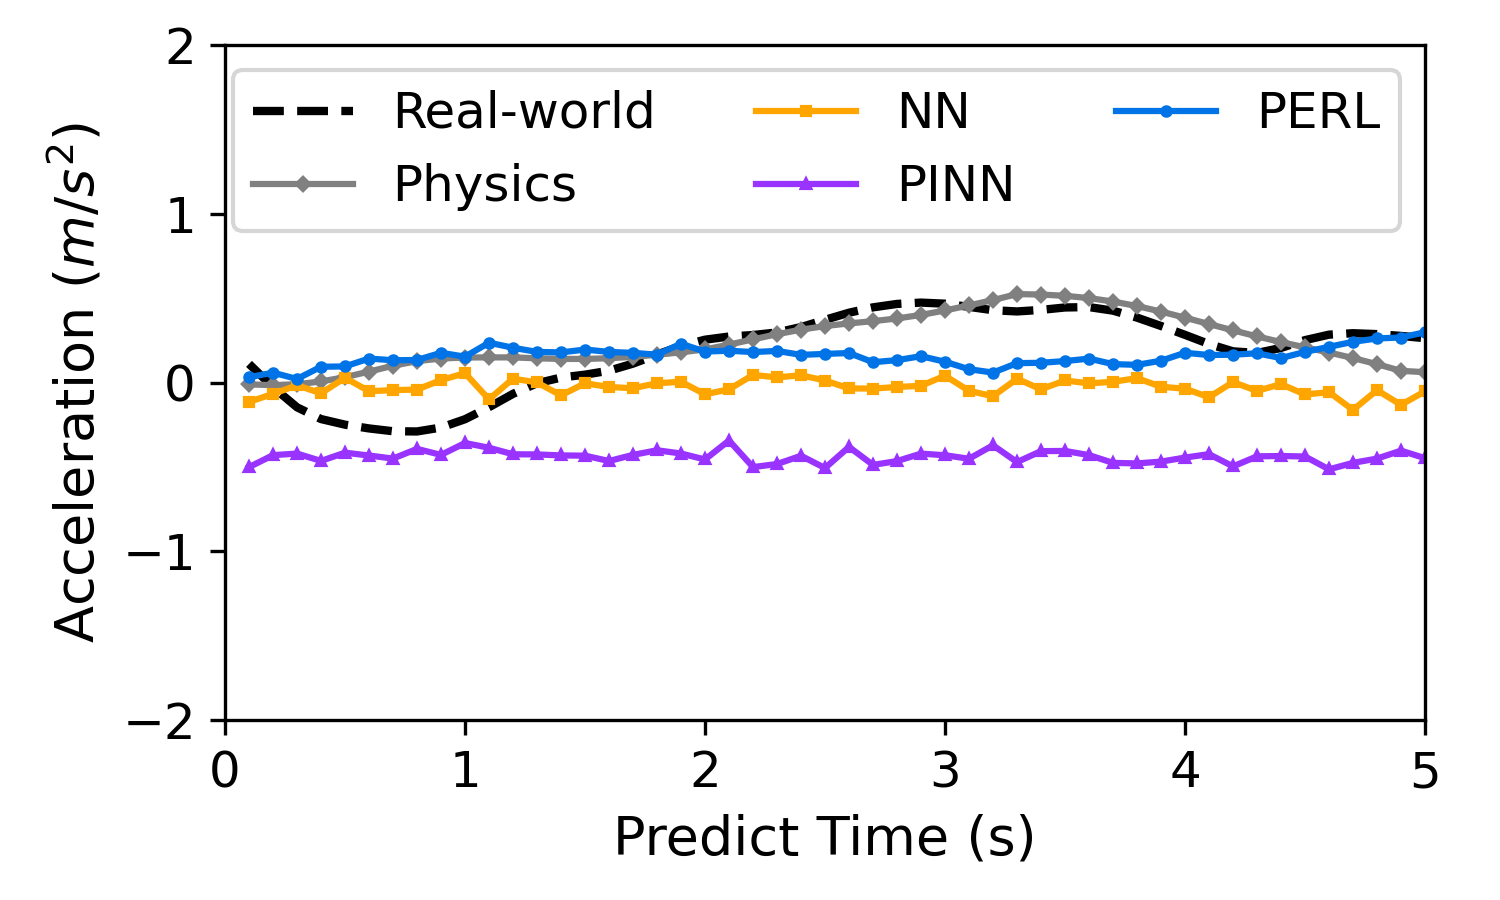 2
1
0
−1
−2
Acceleration (m/s²)
Real-world
NN
PERL
Physics
PINN
0 1 2 3 4 5
Predict Time (s)